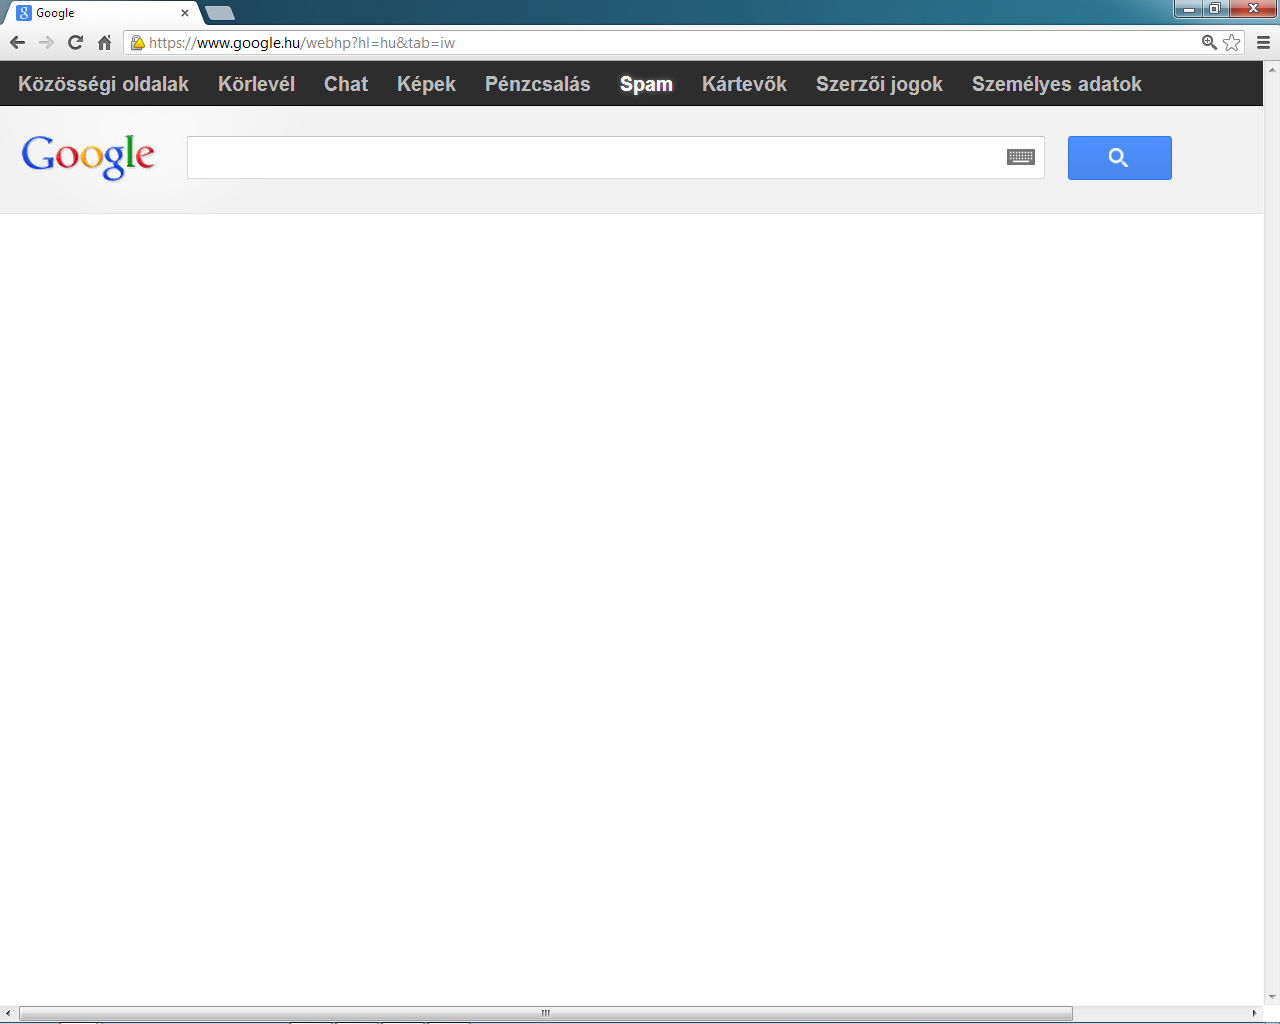 Google
https://www.google.hu/webhp?hl=hu&tab=iw
Közösségi oldalak Körlevél Chat Képek Pénzcsalás Spam Kártevők Szerzői jogok Személyes adatok
Google